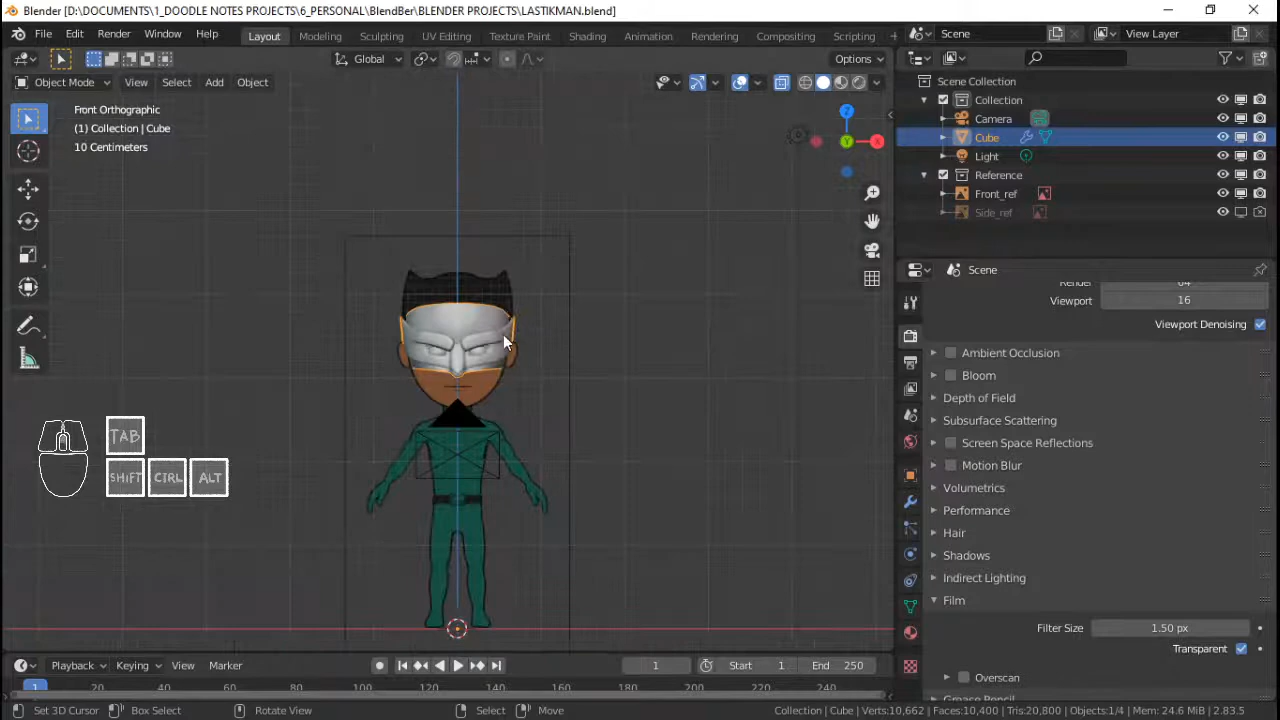 Blender [D:\DOCUMENTS\1_DOODLE NOTES PROJECTS\6_PERSONAL\BlendBer\BLENDER PROJECTS\LASTIKMAN.blend]
File Edit Render Window Help Layout Modeling Sculpting UV Editing Texture Paint Shading Animation Rendering Compositing Scripting Scene View Layer
Global Options
Object Mode View Select Add Object
Front Orthographic
(1) Collection | Cube
10 Centimeters
Z
Y
X
TAB
SHIFT CTRL ALT
Scene Collection
Collection
Camera
Cube
Light
Reference
Front_ref
Side_ref
Scene
Render 64
Viewport 16
Viewport Denoising
Ambient Occlusion
Bloom
Depth of Field
Subsurface Scattering
Screen Space Reflections
Motion Blur
Volumetrics
Performance
Hair
Shadows
Indirect Lighting
Film
Filter Size 1.50 px
Transparent
Overscan
Grease Pencil
Playback Keying View Marker 1 Start 1 End 250
1 20 40 60 80 100 120 140 160 180 200 220 240
Set 3D Cursor Box Select Rotate View Select Move Collection | Cube | Verts:10,662 | Faces:10,400 | Tris:20,800 | Objects:1/4 | Mem: 24.6 MiB | 2.83.5